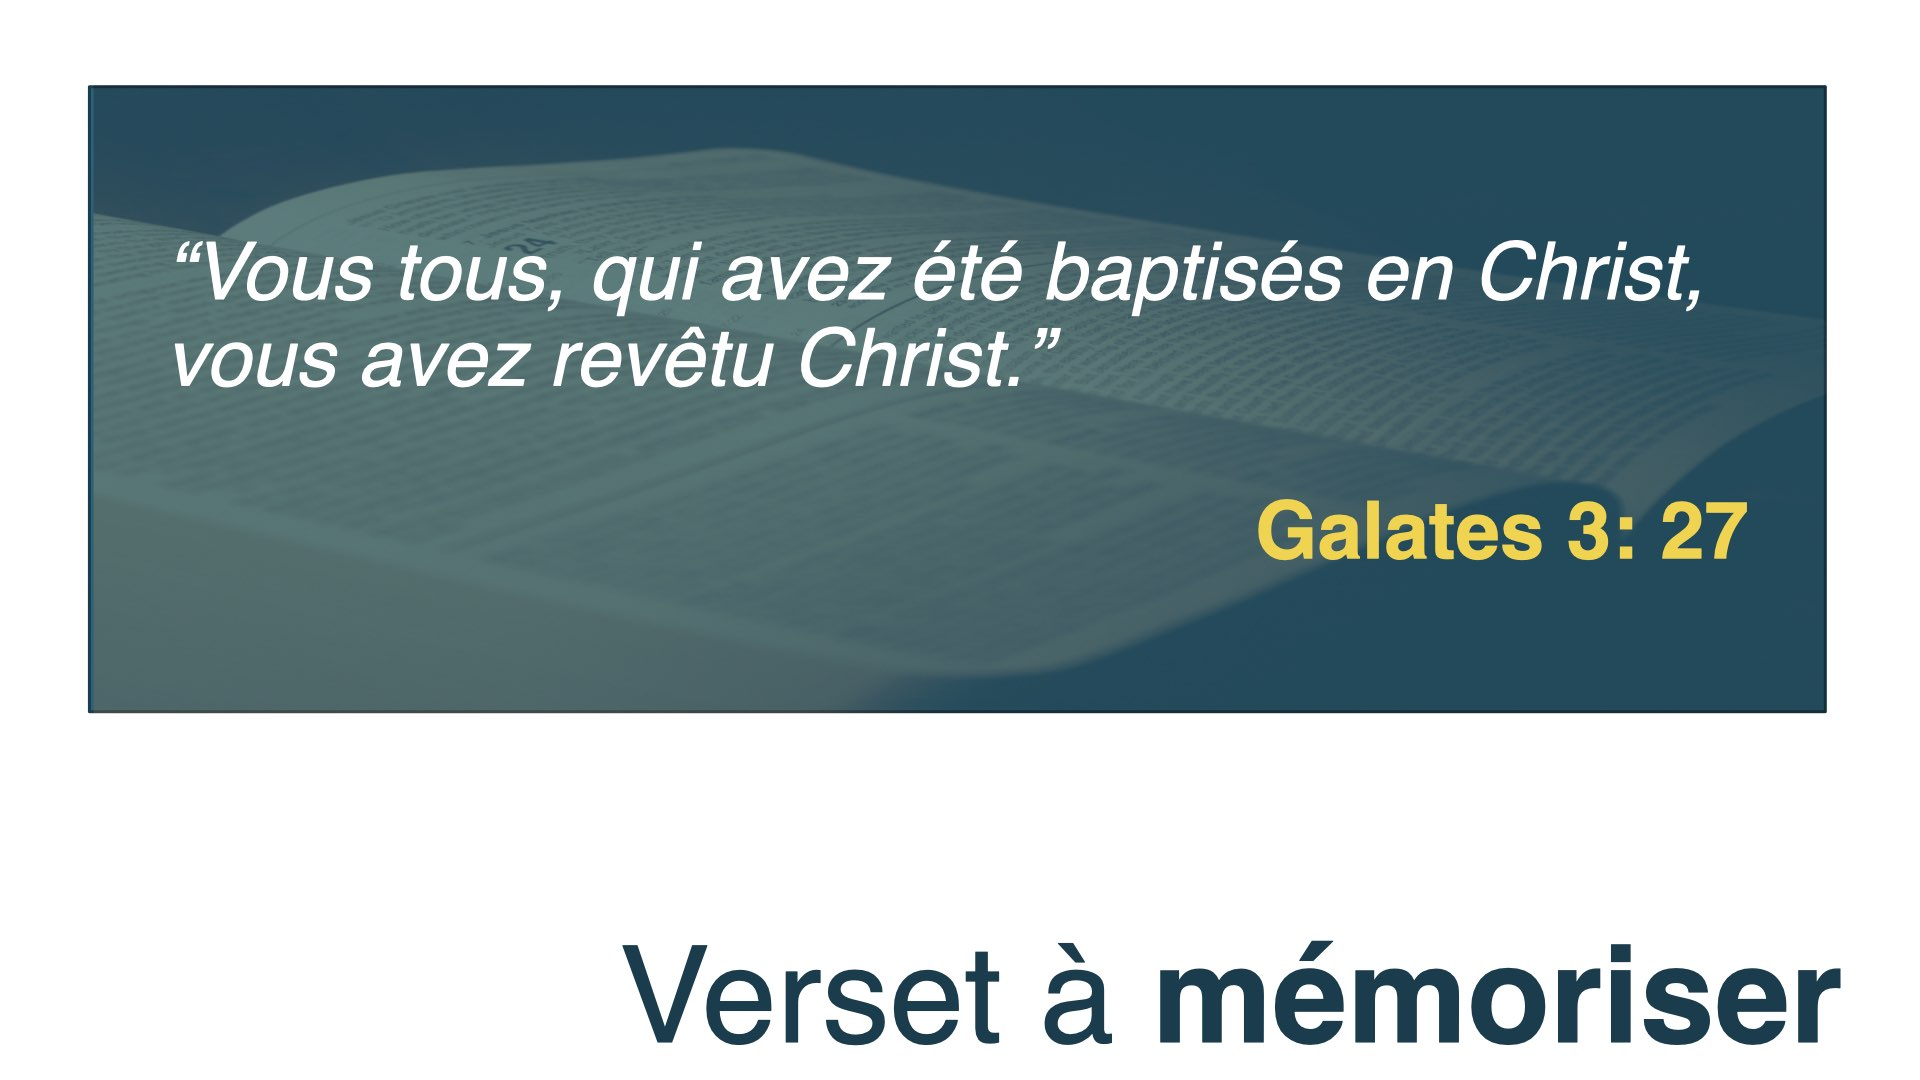 “Vous tous, qui avez été baptisés en Christ,
vous avez revêtu Christ.”
Galates 3: 27
Verset à mémoriser